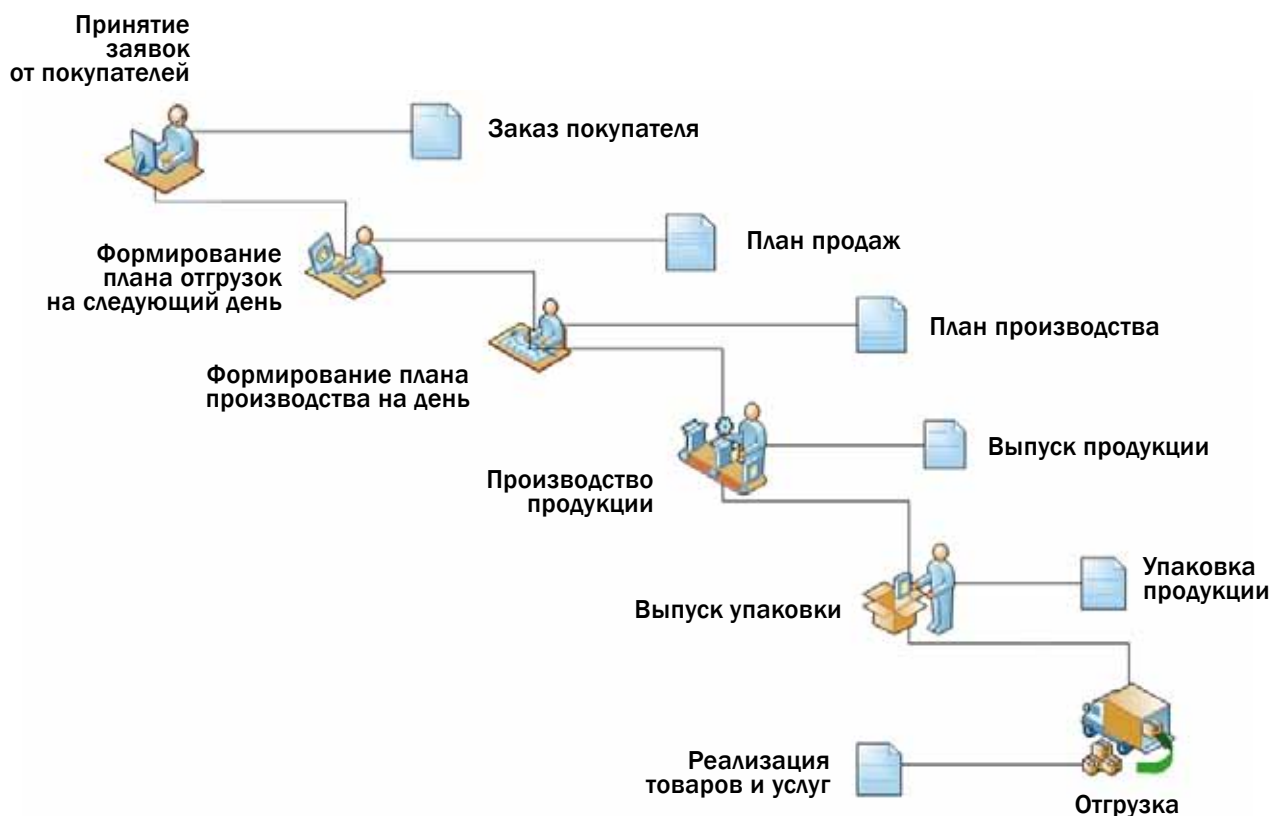 Принятие
заявок
от покупателей
Заказ покупателя
Формирование
плана отгрузок
на следующий день
План продаж
Формирование плана
производства на день
План производства
Производство
продукции
Выпуск продукции
Выпуск упаковки
Упаковка
продукции
Реализация
товаров и услуг
Отгрузка